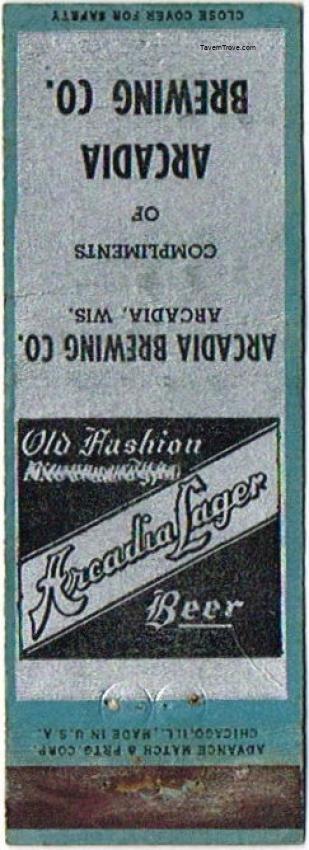 CLOSE COVER FOR SAFETY
TavernTrove.com
BREWING CO.
ARCADIA
OF
COMPLIMENTS
ARCADIA, WIS.
ARCADIA BREWING CO.
Old Fashion
Arcadia Lager
Beer
ADVANCE MATCH & PRTG. CORP.
CHICAGO, ILL., MADE IN U.S.A.